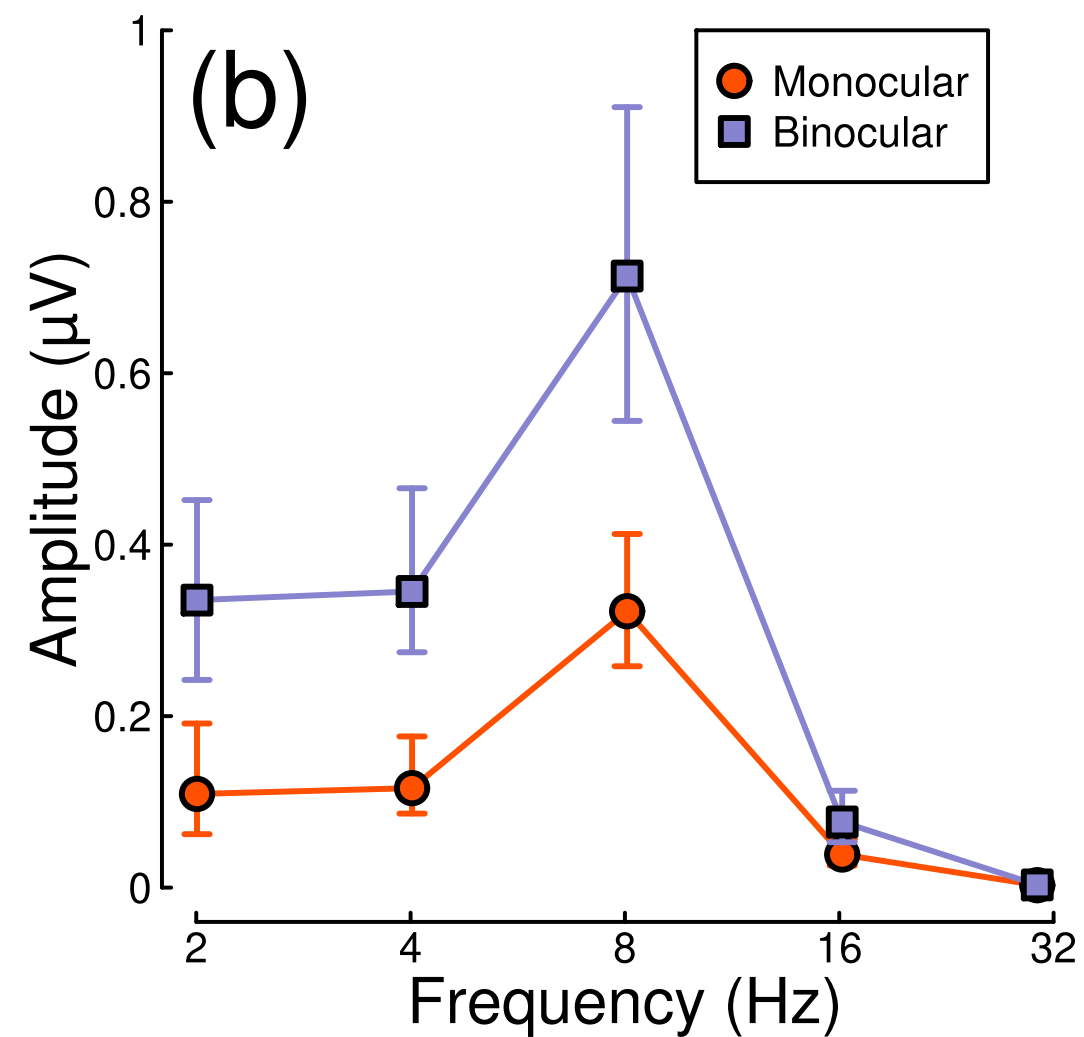 (b)
Monocular
Binocular
Amplitude (µV)
1
0.8
0.6
0.4
0.2
0
2 4 8 16 32
Frequency (Hz)